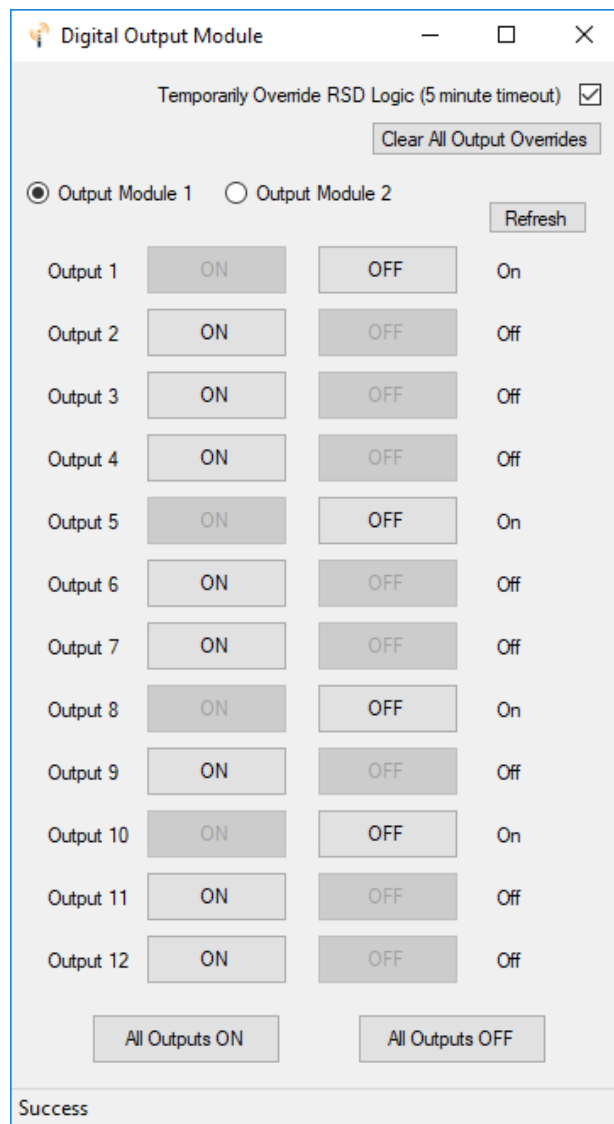 Digital Output Module
Temporarily Override RSD Logic (5 minute timeout)
Clear All Output Overrides
Output Module 1 Output Module 2
Refresh
Output 1 ON OFF On
Output 2 ON OFF Off
Output 3 ON OFF Off
Output 4 ON OFF Off
Output 5 ON OFF On
Output 6 ON OFF Off
Output 7 ON OFF Off
Output 8 ON OFF On
Output 9 ON OFF Off
Output 10 ON OFF On
Output 11 ON OFF Off
Output 12 ON OFF Off
All Outputs ON All Outputs OFF
Success